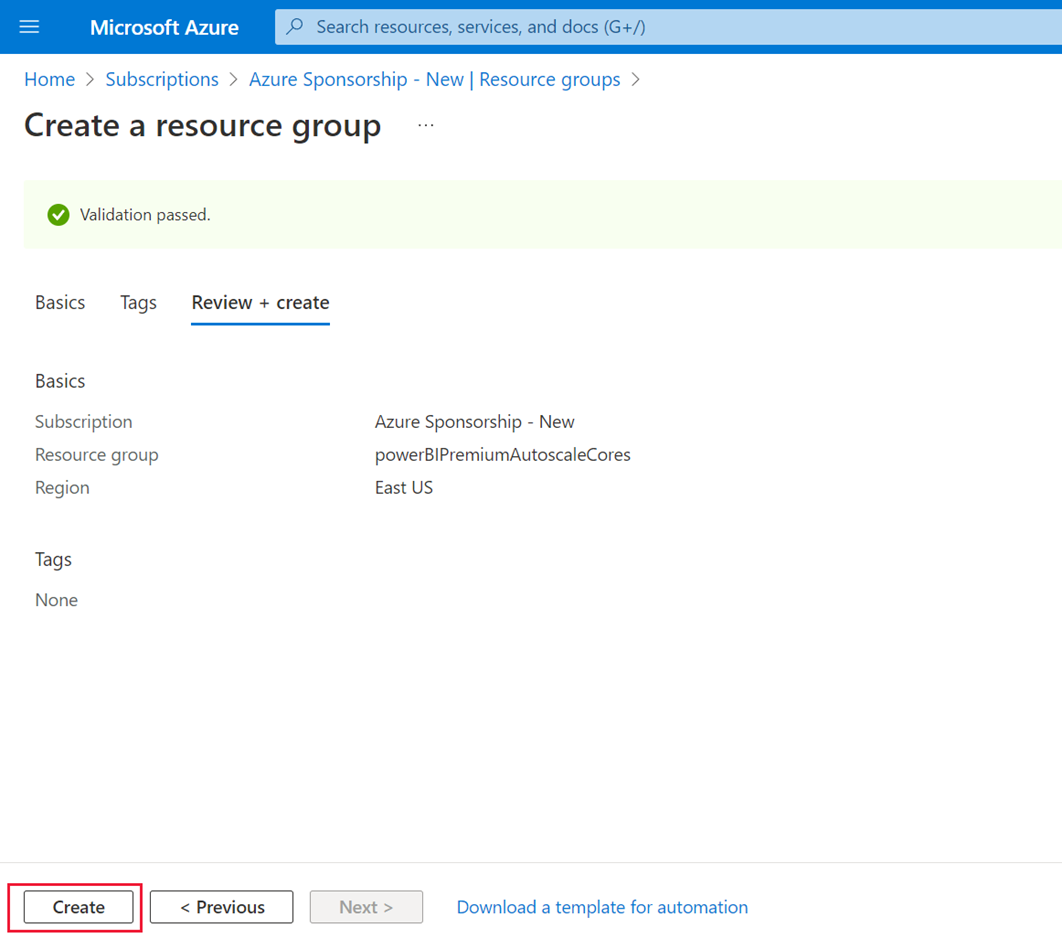 Microsoft Azure
Search resources, services, and docs (G+/)
Home > Subscriptions > Azure Sponsorship - New | Resource groups >
Create a resource group ...
Validation passed.
Basics Tags Review + create
Basics
Subscription Azure Sponsorship - New
Resource group powerBIPremiumAutoscaleCores
Region East US
Tags
None
Create < Previous Next > Download a template for automation